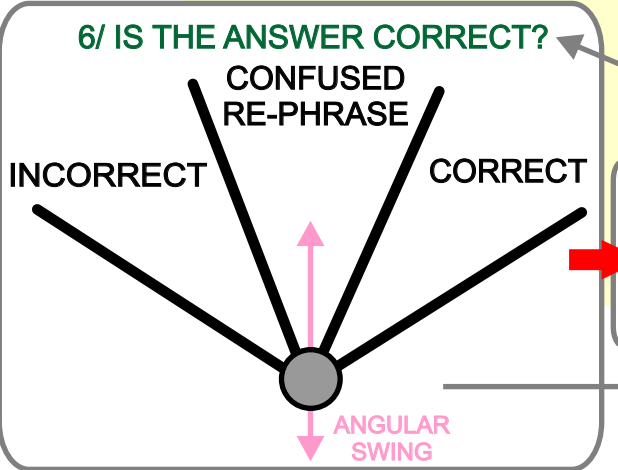 6/ IS THE ANSWER CORRECT?
CONFUSED
RE-PHRASE
INCORRECT
CORRECT
ANGULAR
SWING